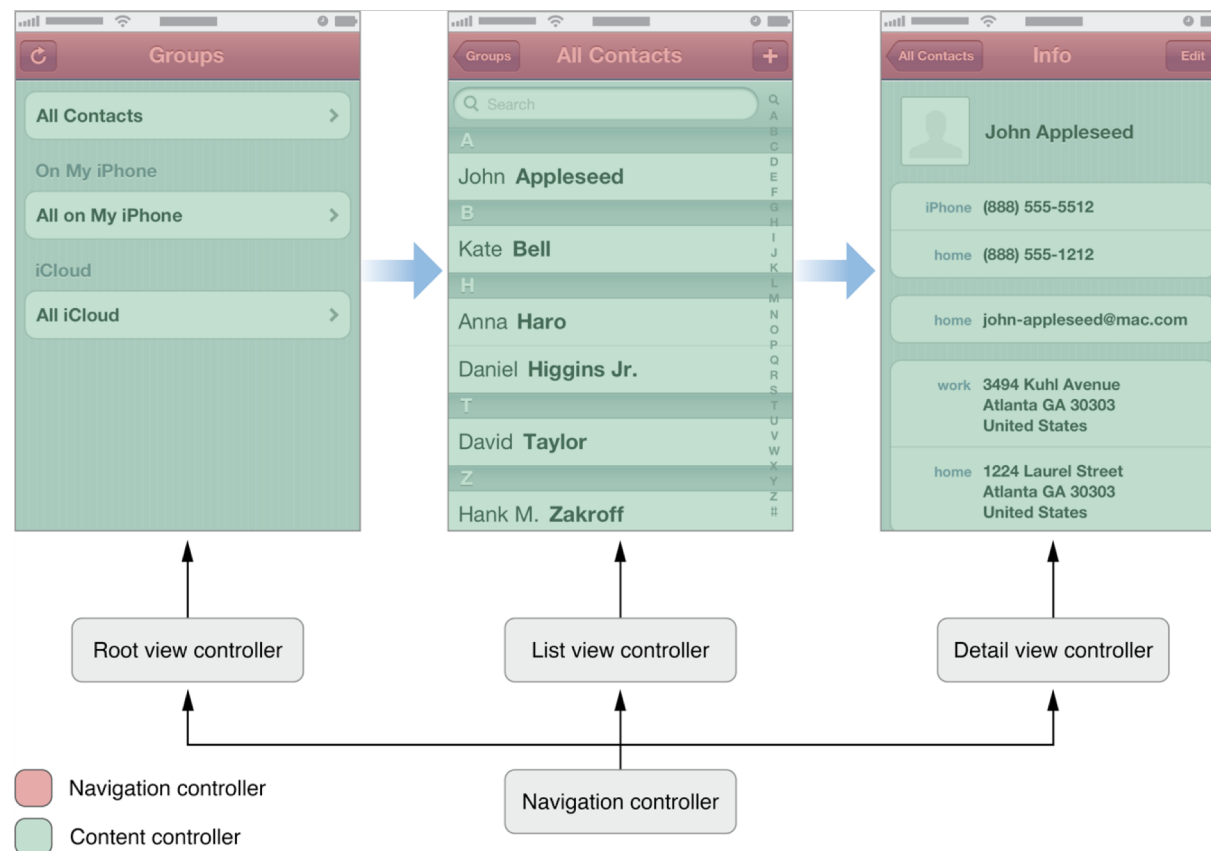 Groups
All Contacts
On My iPhone
All on My iPhone
iCloud
All iCloud
Groups
All Contacts
+
Search
A
John Appleseed
B
Kate Bell
H
Anna Haro
Daniel Higgins Jr.
T
David Taylor
Z
Hank M. Zakroff
A
B
C
D
E
F
G
H
I
J
K
L
M
N
O
P
Q
R
S
T
U
V
W
X
Y
Z
#
All Contacts
Info
Edit
John Appleseed
iPhone (888) 555-5512
home (888) 555-1212
home john-appleseed@mac.com
work 3494 Kuhl Avenue
Atlanta GA 30303
United States
home 1224 Laurel Street
Atlanta GA 30303
United States
Root view controller
List view controller
Detail view controller
Navigation controller
Navigation controller
Content controller